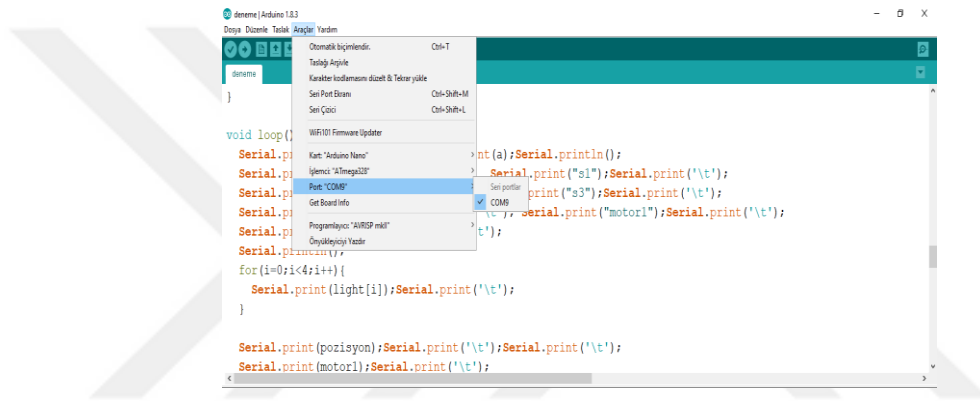 deneme | Arduino 1.8.3
Dosya Düzenle Taslak Araçlar Yardım
deneme
Otomatik biçimlendir. Ctrl+T
Taslağı Arşivle
Karakter kodlamasını düzelt & Tekrar yükle
Seri Port Ekranı Ctrl+Shift+M
Seri Çizici Ctrl+Shift+L
WiFi101 Firmware Updater
Kart: "Arduino Nano"
İşlemci: "ATmega328"
Port: "COM9"
Get Board Info
Programlayıcı: "AVRISP mkII"
Önyükleyiciyi Yazdır
Seri portlar
COM9
}
void loop()
Serial.pr nt(a);Serial.println();
Serial.pr Serial.print("s1");Serial.print('\t');
Serial.pr print("s3");Serial.print('\t');
Serial.pr Serial.print("motor1");Serial.print('\t');
Serial.pr t');
Serial.println();
for(i=0;i<4;i++){
Serial.print(light[i]);Serial.print('\t');
}
Serial.print(pozisyon);Serial.print('\t');Serial.print('\t');
Serial.print(motor1);Serial.print('\t');